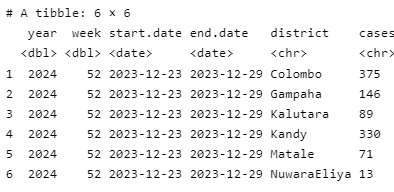 # A tibble: 6 × 6
year week start.date end.date district cases
<dbl> <dbl> <date> <date> <chr> <chr>
1 2024 52 2023-12-23 2023-12-29 Colombo 375
2 2024 52 2023-12-23 2023-12-29 Gampaha 146
3 2024 52 2023-12-23 2023-12-29 Kalutara 89
4 2024 52 2023-12-23 2023-12-29 Kandy 330
5 2024 52 2023-12-23 2023-12-29 Matale 71
6 2024 52 2023-12-23 2023-12-29 NuwaraEliya 13